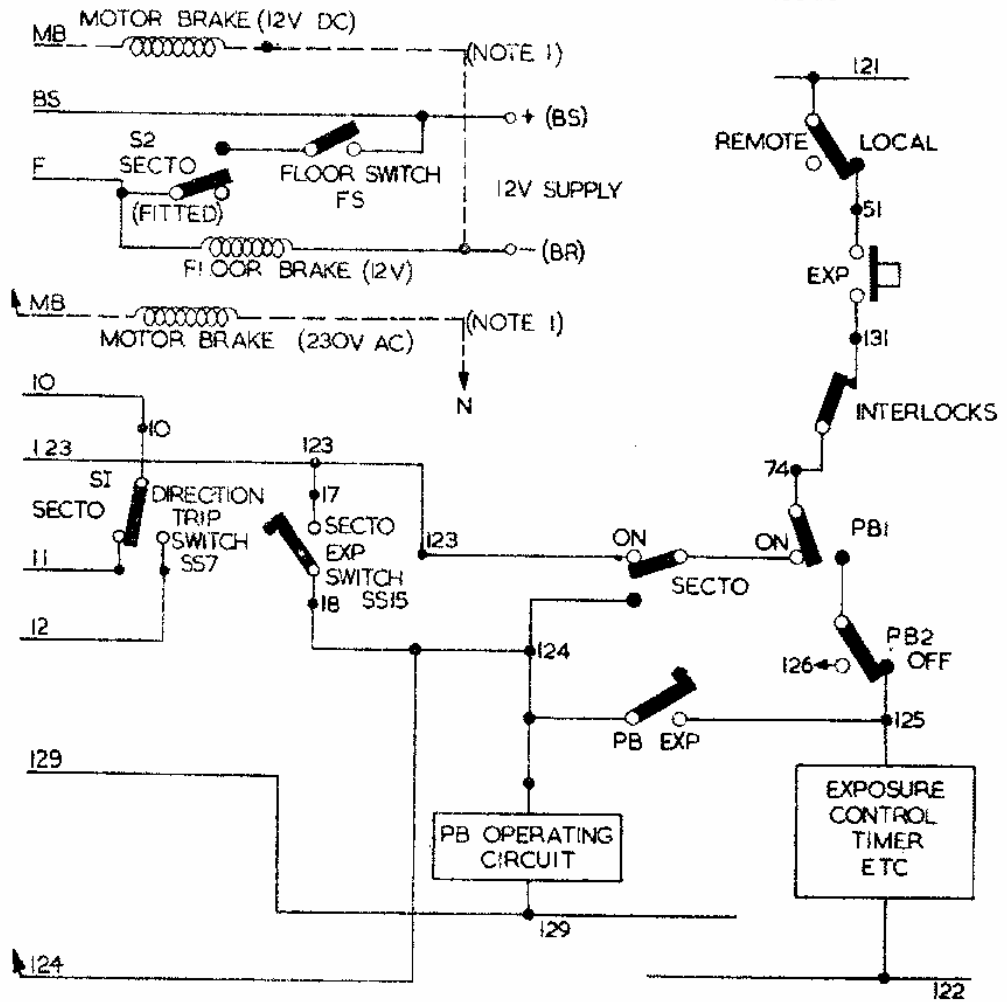 MOTOR BRAKE (12V DC)
MB
(NOTE 1)
BS
+ (BS)
S2
SECTO
FLOOR SWITCH
FS
F
(FITTED)
12V SUPPLY
- (BR)
FLOOR BRAKE (12V)
MB
MOTOR BRAKE (230V AC)
(NOTE 1)
N
121
REMOTE
LOCAL
51
EXP
131
INTERLOCKS
74
10
10
123
123
S1
SECTO
DIRECTION
TRIP
SWITCH
SS7
17
SECTO
EXP
SWITCH
SS15
18
11
12
123
ON
SECTO
ON
PB1
124
PB2
OFF
126
PB EXP
125
129
PB OPERATING
CIRCUIT
EXPOSURE
CONTROL
TIMER
ETC
129
124
122